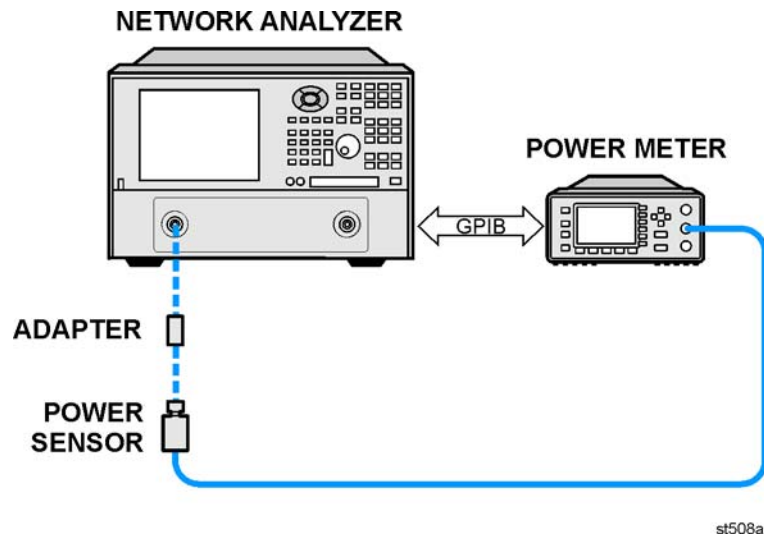 NETWORK ANALYZER
POWER METER
GPIB
ADAPTER
POWER
SENSOR
st508a